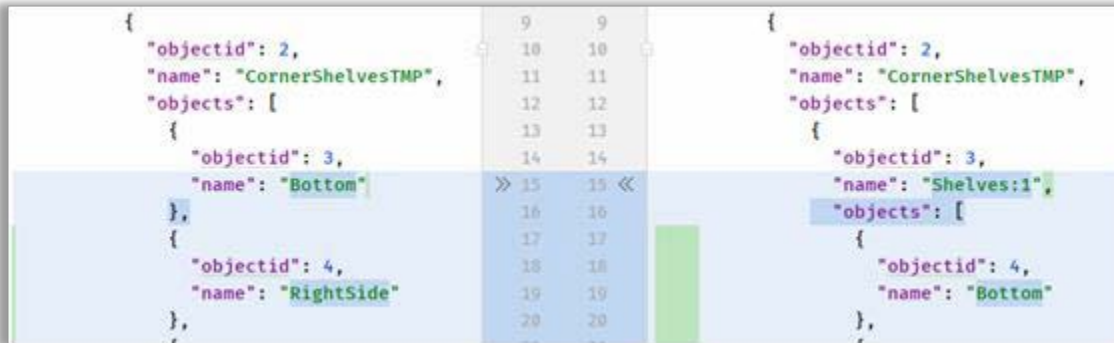 {
"objectid": 2,
"name": "CornerShelvesTMP",
"objects": [
{
"objectid": 3,
"name": "Bottom"
},
{
"objectid": 4,
"name": "RightSide"
},
9 9
10 10
11 11
12 12
13 13
14 14
>> 15 15 <<
16 16
17 17
18 18
19 19
20 20
{
"objectid": 2,
"name": "CornerShelvesTMP",
"objects": [
{
"objectid": 3,
"name": "Shelves:1",
"objects": [
{
"objectid": 4,
"name": "Bottom"
},